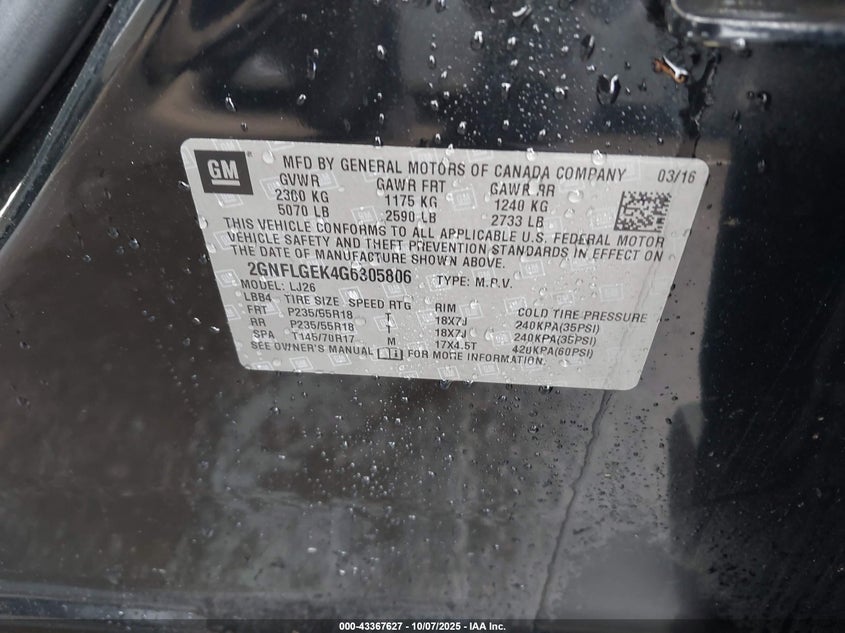 GM
MFD BY GENERAL MOTORS OF CANADA COMPANY 03/16
GVWR GAWR FRT GAWR RR
2300 KG 1175 KG 1240 KG
5070 LB 2590 LB 2733 LB
THIS VEHICLE CONFORMS TO ALL APPLICABLE U.S. FEDERAL MOTOR
VEHICLE SAFETY AND THEFT PREVENTION STANDARDS IN EFFECT ON
THE DATE OF MANUFACTURE SHOWN ABOVE.
2GNFLGEK4G6305806 TYPE: M.P.V.
MODEL: LJ26
LBB4 TIRE SIZE SPEED RTG RIM COLD TIRE PRESSURE
FRT P235/55R18 T 18X7J 240KPA(35PSI)
RR P235/55R18 T 18X7J 240KPA(35PSI)
SPA T145/70R17 M 17X4.5T 420KPA(60PSI)
SEE OWNER'S MANUAL FOR MORE INFORMATION.
000-43367627 - 10/07/2025 - IAA Inc.